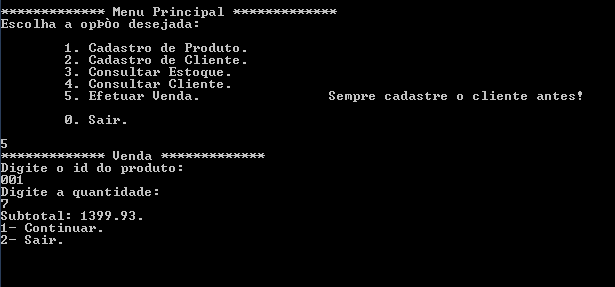 ************* Menu Principal *************
Escolha a opÞòo desejada:
1. Cadastro de Produto.
2. Cadastro de Cliente.
3. Consultar Estoque.
4. Consultar Cliente.
5. Efetuar Venda. Sempre cadastre o cliente antes!
0. Sair.
5
************* Venda *************
Digite o id do produto:
001
Digite a quantidade:
7
Subtotal: 1399.93.
1- Continuar.
2- Sair.